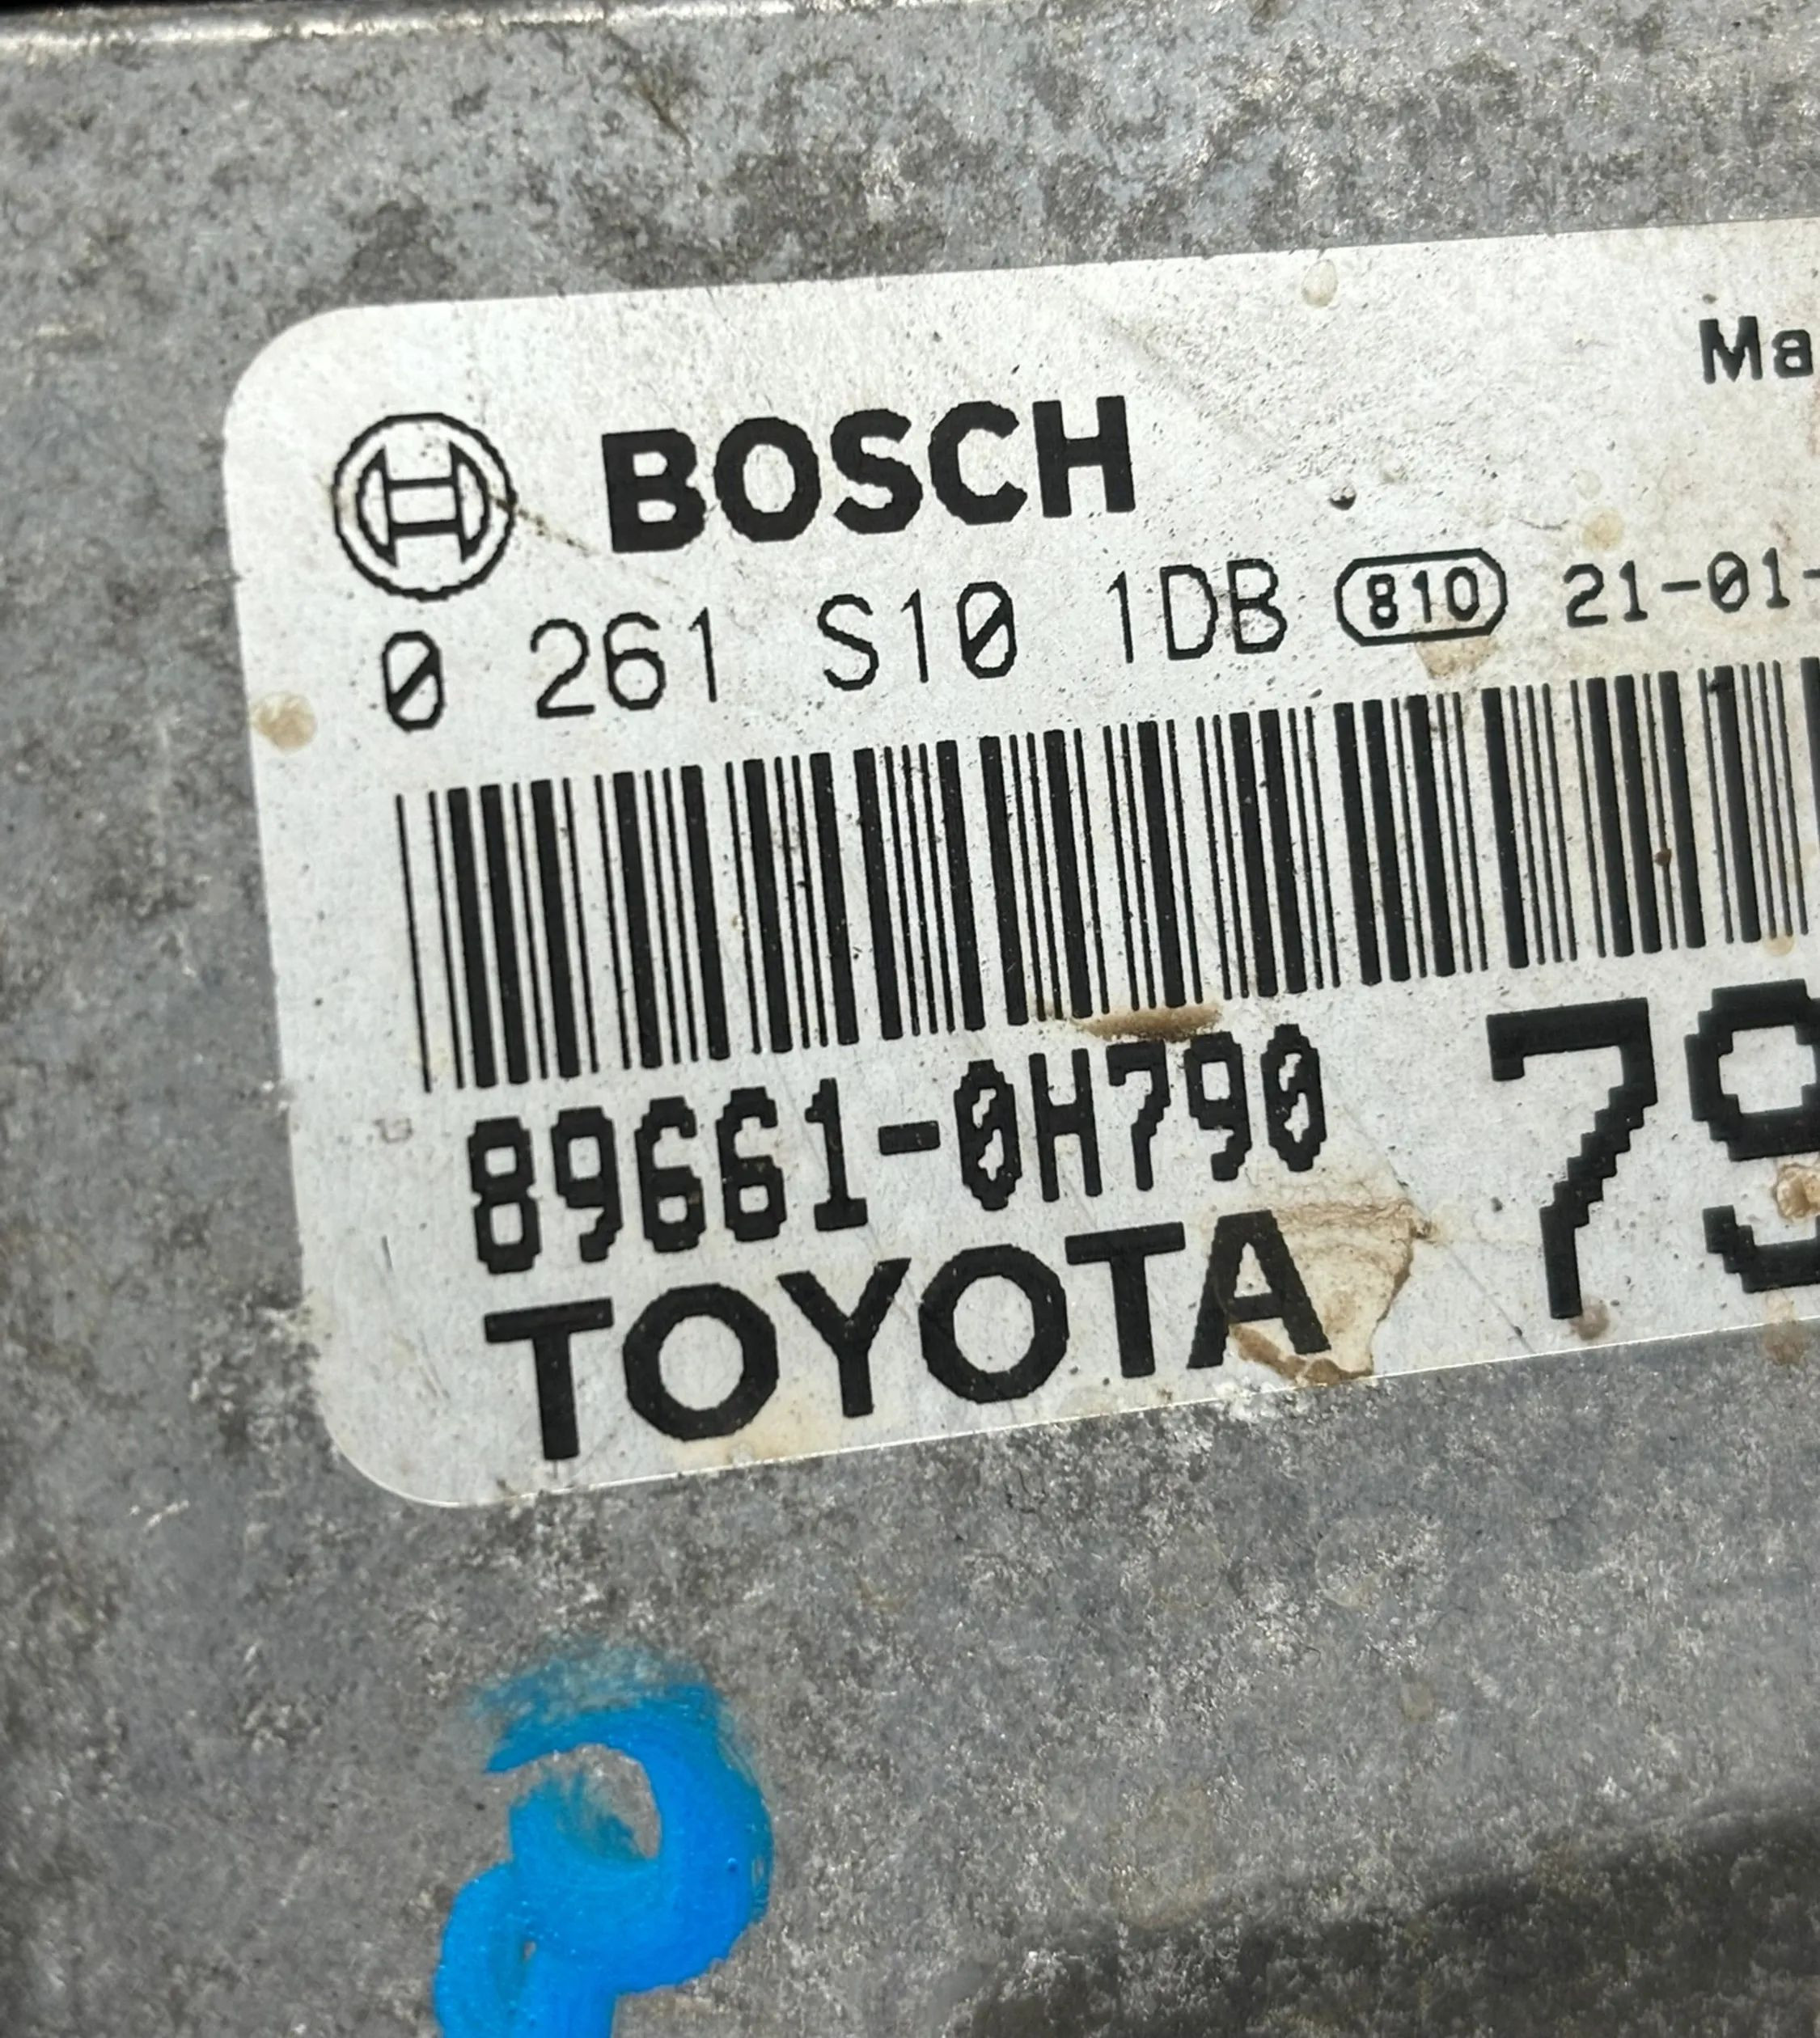 Ma
BOSCH
0 261 S10 1DB 810 21-01-
89661-0H790 79
TOYOTA